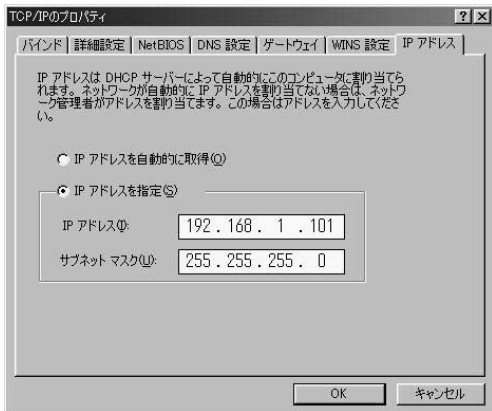 TCP/IPのプロパティ
バインド 詳細設定 NetBIOS DNS 設定 ゲートウェイ WINS 設定 IP アドレス
IP アドレスは DHCP サーバーによって自動的にこのコンピュータに割り当てら
れます。ネットワークが自動的に IP アドレスを割り当てない場合は、ネットワ
ーク管理者がアドレスを割り当てます。この場合はアドレスを入力してくださ
い。
IP アドレスを自動的に取得(O)
IP アドレスを指定(S)
IP アドレス(I): 192 . 168 . 1 . 101
サブネット マスク(U): 255 . 255 . 255 . 0
OK キャンセル